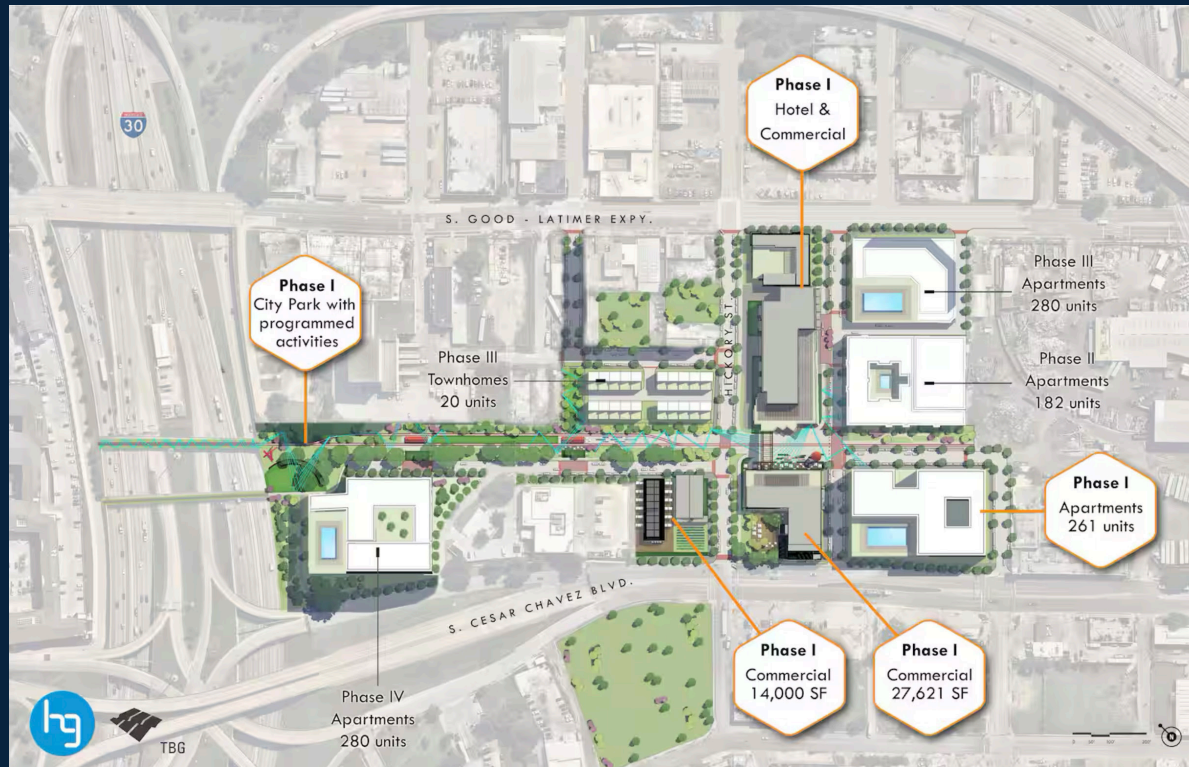 30
Phase I
Hotel &
Commercial
S. GOOD - LATIMER EXPY.
Phase I
City Park with
programmed
activities
Phase III
Apartments
280 units
HICKORY ST.
Phase III
Townhomes
20 units
Phase II
Apartments
182 units
Phase I
Apartments
261 units
S. CESAR CHAVEZ BLVD.
Phase I
Commercial
14,000 SF
Phase I
Commercial
27,621 SF
Phase IV
Apartments
280 units
hg
TBG
N